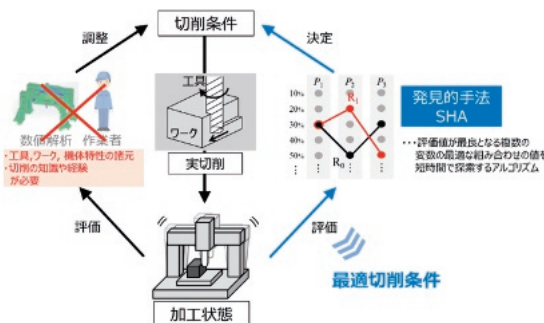 切削条件
調整
決定
工具
ワーク
実切削
数値解析 作業者
・工具,ワーク, 機体特性の諸元
・切削の知識や経験
が必要
P1 P2 P3
10%
20%
30%
40%
50%
R1
R0
発見的手法
SHA
・・・評価値が最良となる複数の
変数の最適な組み合わせの値を
短時間で探索するアルゴリズム
評価
評価
最適切削条件
加工状態